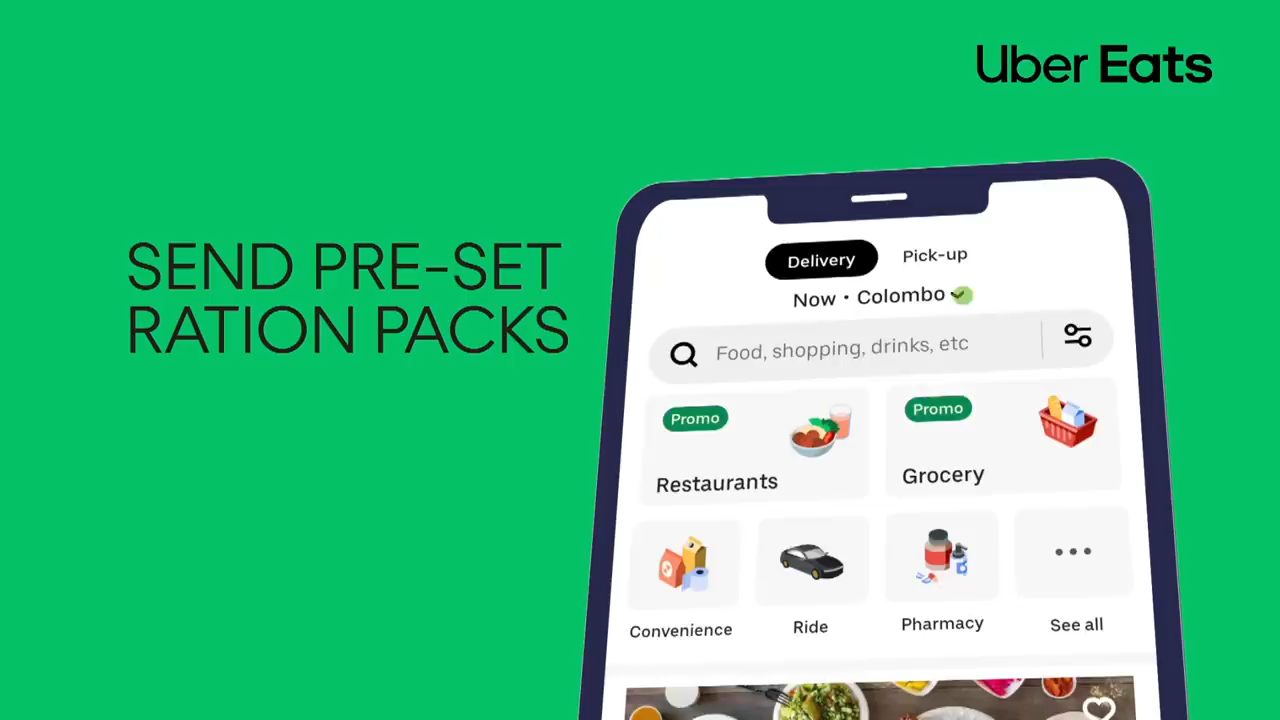 Uber Eats
SEND PRE-SET
RATION PACKS
Delivery
Pick-up
Now • Colombo
Food, shopping, drinks, etc
Promo
Restaurants
Promo
Grocery
Convenience
Ride
Pharmacy
See all